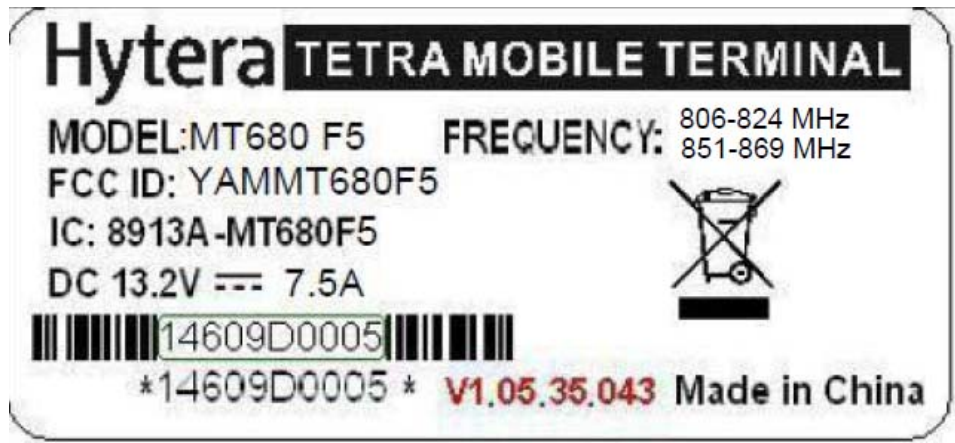 Hytera TETRA MOBILE TERMINAL
MODEL:MT680 F5 FREQUENCY: 806-824 MHz
851-869 MHz
FCC ID: YAMMT680F5
IC: 8913A-MT680F5
DC 13.2V ⎓ 7.5A
14609D0005
*14609D0005 * V1.05.35.043 Made in China